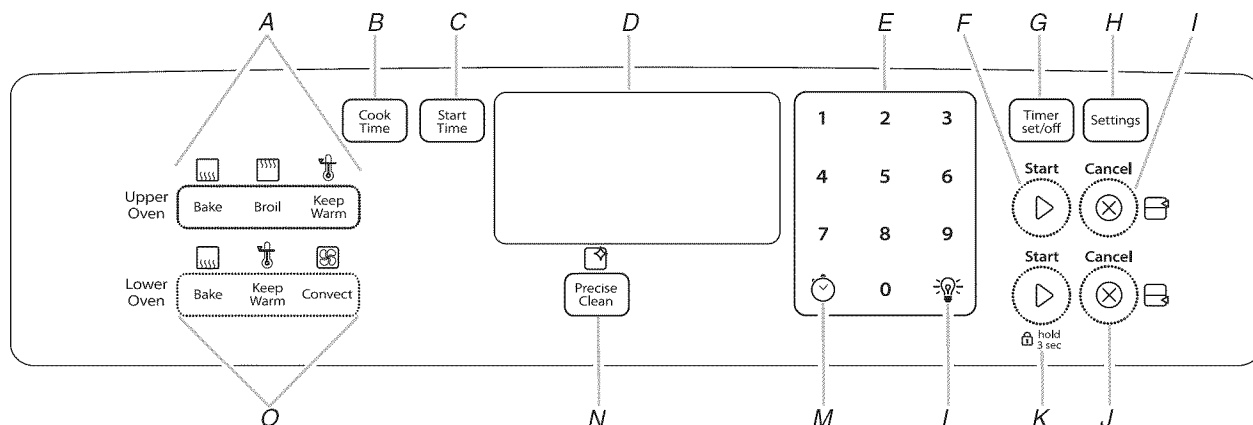 A B C D E F G H I
Cook
Time
Start
Time
Timer
set/off
Settings
1 2 3
4 5 6
7 8 9
0
Upper
Oven
Bake Broil Keep
Warm
Lower
Oven
Bake Keep
Warm Convect
Precise
Clean
Start Cancel
Start Cancel
hold
3 sec
O N M L K J